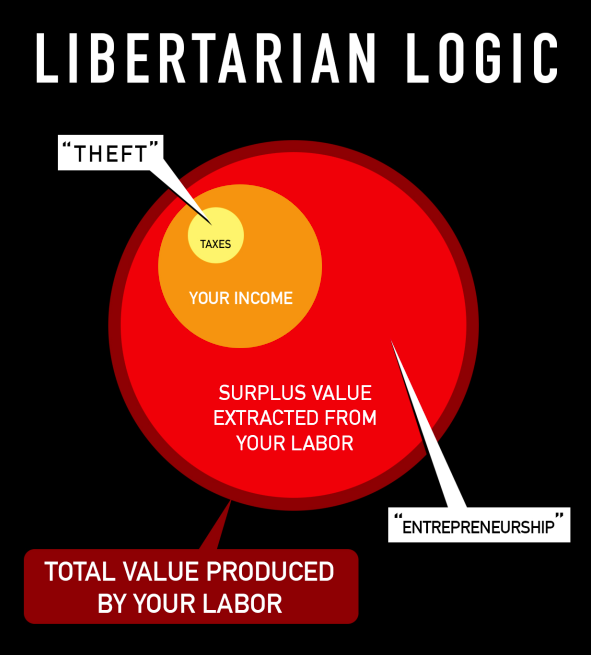 LIBERTARIAN LOGIC
“THEFT”
TAXES
YOUR INCOME
SURPLUS VALUE
EXTRACTED FROM
YOUR LABOR
“ENTREPRENEURSHIP”
TOTAL VALUE PRODUCED
BY YOUR LABOR